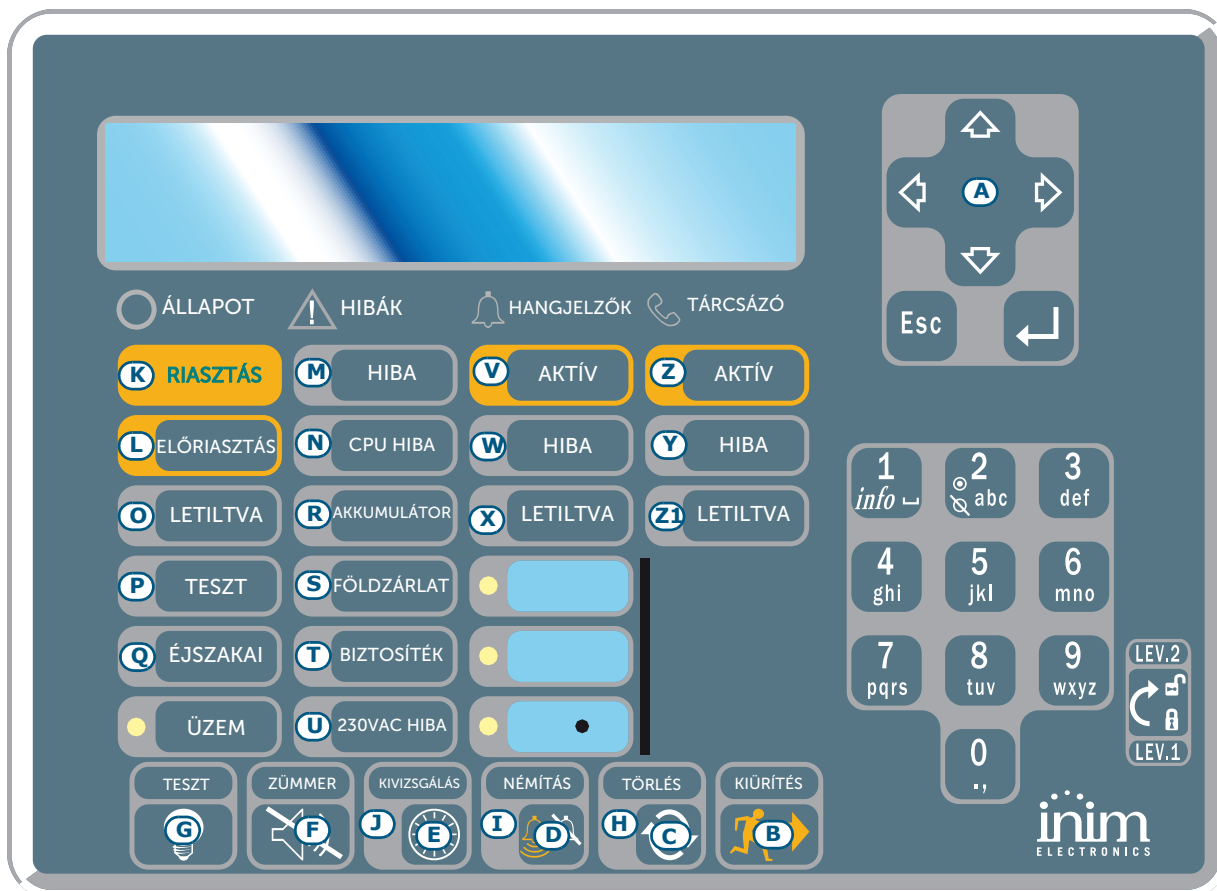 A
ÁLLAPOT HIBÁK HANGJELZŐK TÁRCSÁZÓ
Esc
K RIASZTÁS M HIBA V AKTÍV Z AKTÍV
L ELŐRIASZTÁS N CPU HIBA W HIBA Y HIBA
O LETILTVA R AKKUMULÁTOR X LETILTVA Z1 LETILTVA
P TESZT S FÖLDZÁRLAT
Q ÉJSZAKAI T BIZTOSÍTÉK
ÜZEM U 230VAC HIBA
1 2 3
info abc def
4 5 6
ghi jkl mno
7 8 9
pqrs tuv wxyz
0
.,
LEV.2
LEV.1
TESZT ZÜMMER KIVIZSGÁLÁS NÉMÍTÁS TÖRLÉS KIÜRÍTÉS
G F J E I D H C B
inim
ELECTRONICS